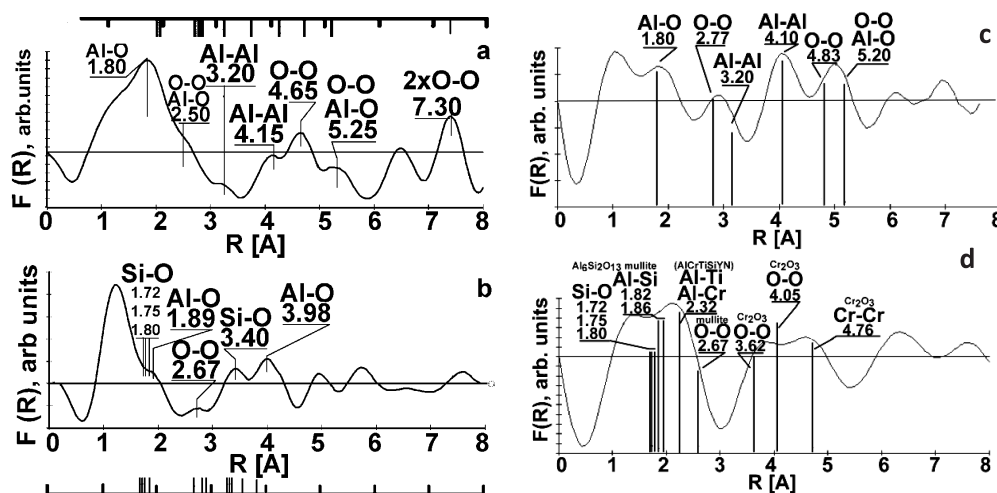 a
Al-O
1.80
O-O
Al-O
2.50
Al-Al
3.20
Al-Al
4.15
O-O
4.65
O-O
Al-O
5.25
2xO-O
7.30
F (R), arb.units
0 1 2 3 4 5 6 7 8
R [A]
b
Si-O
1.72
1.75
1.80
Al-O
1.89
O-O
2.67
Si-O
3.40
Al-O
3.98
F (R), arb units
0 1 2 3 4 5 6 7 8
R [A]
c
Al-O
1.80
O-O
2.77
Al-Al
3.20
Al-Al
4.10
O-O
4.83
O-O
Al-O
5.20
F(R), arb. units
0 1 2 3 4 5 6 7 8
R [A]
d
Al6Si2O13 mullite
Si-O
1.72
1.75
1.80
Al-Si
1.82
1.86
(AlCrTiSiYN)
Al-Ti
Al-Cr
2.32
mullite
O-O
2.67
Cr2O3
O-O
3.62
Cr2O3
O-O
4.05
Cr2O3
Cr-Cr
4.76
F(R), arb. units
0 1 2 3 4 5 6 7 8
R [A]